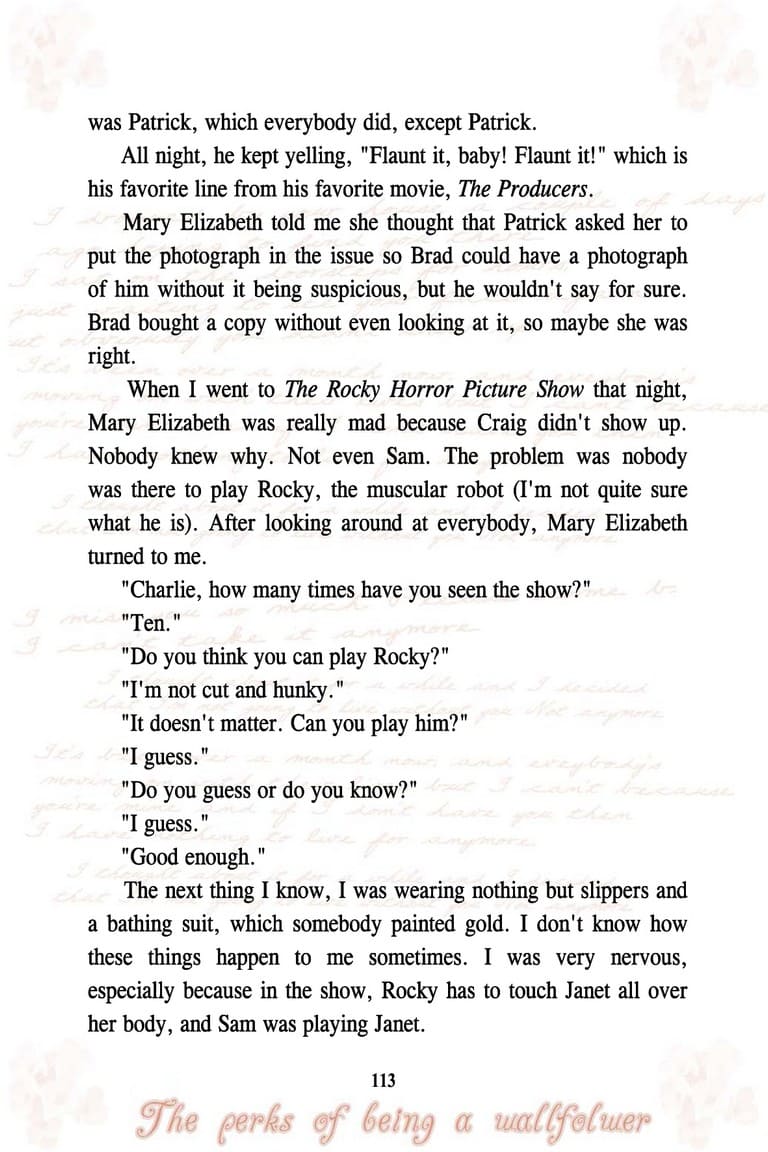 was Patrick, which everybody did, except Patrick.
All night, he kept yelling, "Flaunt it, baby! Flaunt it!" which is
his favorite line from his favorite movie, The Producers.
Mary Elizabeth told me she thought that Patrick asked her to
put the photograph in the issue so Brad could have a photograph
of him without it being suspicious, but he wouldn't say for sure.
Brad bought a copy without even looking at it, so maybe she was
right.
When I went to The Rocky Horror Picture Show that night,
Mary Elizabeth was really mad because Craig didn't show up.
Nobody knew why. Not even Sam. The problem was nobody
was there to play Rocky, the muscular robot (I'm not quite sure
what he is). After looking around at everybody, Mary Elizabeth
turned to me.
"Charlie, how many times have you seen the show?"
"Ten."
"Do you think you can play Rocky?"
"I'm not cut and hunky."
"It doesn't matter. Can you play him?"
"I guess."
"Do you guess or do you know?"
"I guess."
"Good enough."
The next thing I know, I was wearing nothing but slippers and
a bathing suit, which somebody painted gold. I don't know how
these things happen to me sometimes. I was very nervous,
especially because in the show, Rocky has to touch Janet all over
her body, and Sam was playing Janet.
113
The perks of being a wallfolwer